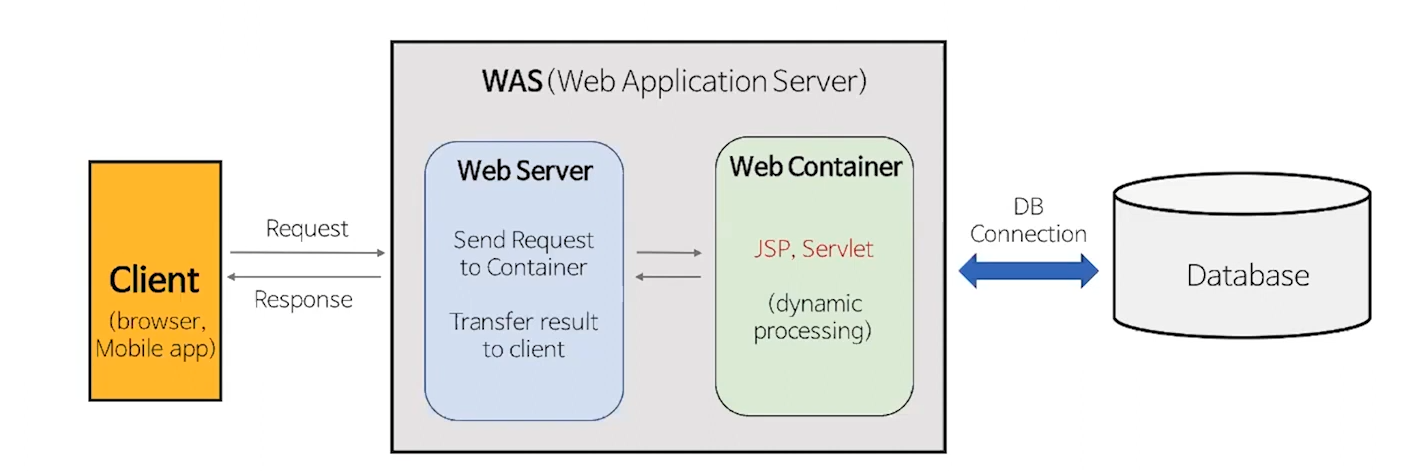 WAS(Web Application Server)
Client
(browser,
Mobile app)
Request
Response
Web Server
Send Request
to Container
Transfer result
to client
Web Container
JSP, Servlet
(dynamic
processing)
DB
Connection
Database